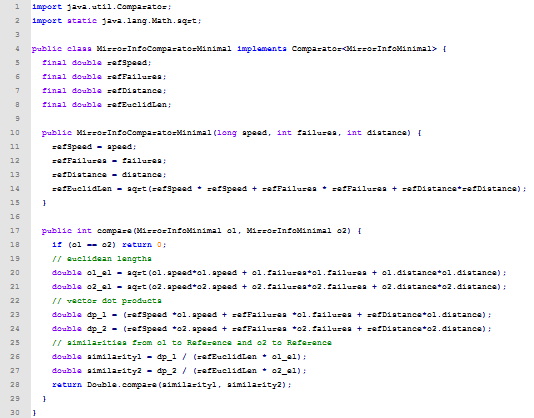 1 import java.util.Comparator;
2 import static java.lang.Math.sqrt;
3
4 public class MirrorInfoComparatorMinimal implements Comparator<MirrorInfoMinimal> {
5 final double refSpeed;
6 final double refFailures;
7 final double refDistance;
8 final double refEuclidLen;
9
10 public MirrorInfoComparatorMinimal(long speed, int failures, int distance) {
11 refSpeed = speed;
12 refFailures = failures;
13 refDistance = distance;
14 refEuclidLen = sqrt(refSpeed * refSpeed + refFailures * refFailures + refDistance*refDistance);
15 }
16
17 public int compare(MirrorInfoMinimal o1, MirrorInfoMinimal o2) {
18 if (o1 == o2) return 0;
19 // euclidean lengths
20 double o1_el = sqrt(o1.speed*o1.speed + o1.failures*o1.failures + o1.distance*o1.distance);
21 double o2_el = sqrt(o2.speed*o2.speed + o2.failures*o2.failures + o2.distance*o2.distance);
22 // vector dot products
23 double dp_1 = (refSpeed *o1.speed + refFailures *o1.failures + refDistance*o1.distance);
24 double dp_2 = (refSpeed *o2.speed + refFailures *o2.failures + refDistance*o2.distance);
25 // similarities from o1 to Reference and o2 to Reference
26 double similarity1 = dp_1 / (refEuclidLen * o1_el);
27 double similarity2 = dp_2 / (refEuclidLen * o2_el);
28 return Double.compare(similarity1, similarity2);
29 }
30 }